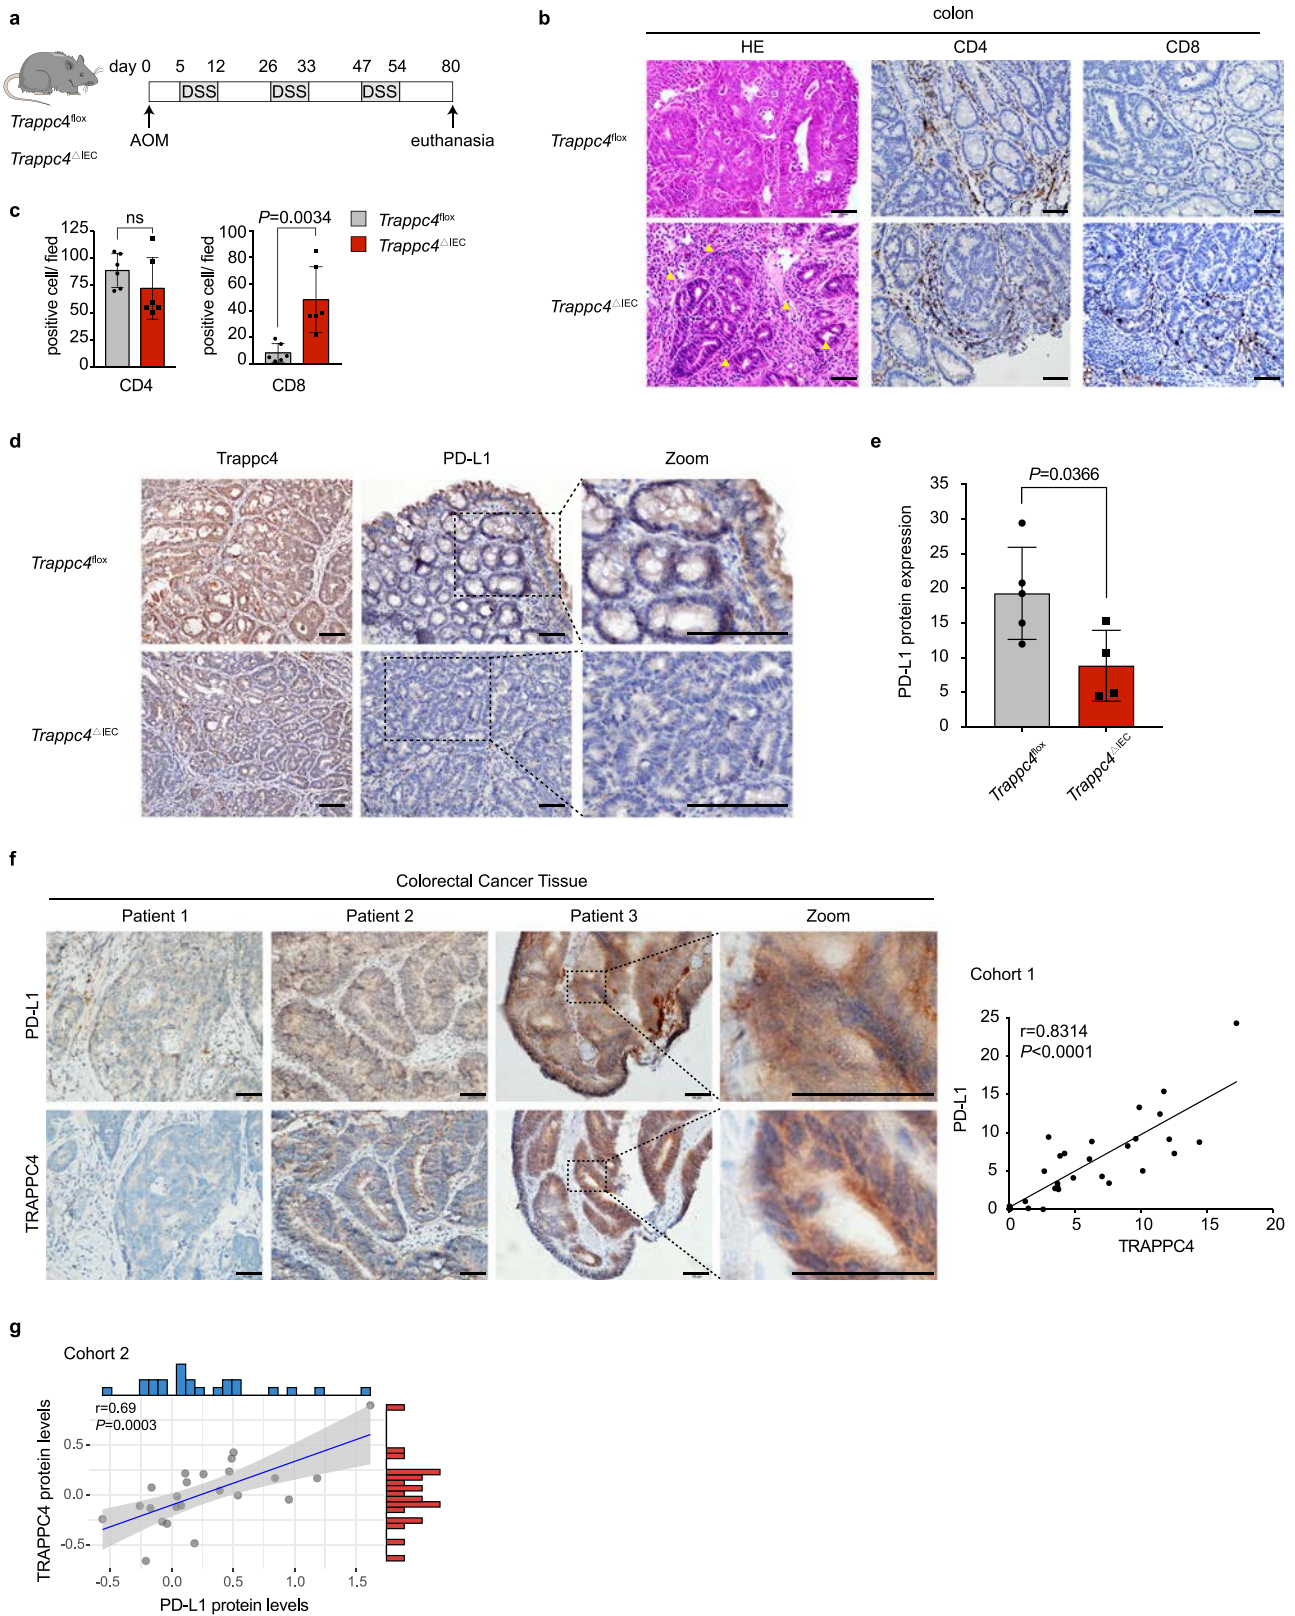 a
day 0 5 12 26 33 47 54 80
DSS DSS DSS
Trappc4flox
AOM euthanasia
Trappc4△IEC
b
colon
HE CD4 CD8
Trappc4flox
Trappc4△IEC
c
ns
P=0.0034
Trappc4flox
Trappc4△IEC
positive cell/ fied
125
100
75
50
25
0
CD4
positive cell/ fied
100
80
60
40
20
0
CD8
d
Trappc4 PD-L1 Zoom
Trappc4flox
Trappc4△IEC
e
P=0.0366
PD-L1 protein expression
35
30
25
20
15
10
5
0
Trappc4flox
Trappc4△IEC
f
Colorectal Cancer Tissue
Patient 1 Patient 2 Patient 3 Zoom
PD-L1
TRAPPC4
Cohort 1
r=0.8314
P<0.0001
PD-L1
25
20
15
10
5
0
0 5 10 15 20
TRAPPC4
g
Cohort 2
r=0.69
P=0.0003
TRAPPC4 protein levels
0.5
0.0
-0.5
-0.5 0.0 0.5 1.0 1.5
PD-L1 protein levels